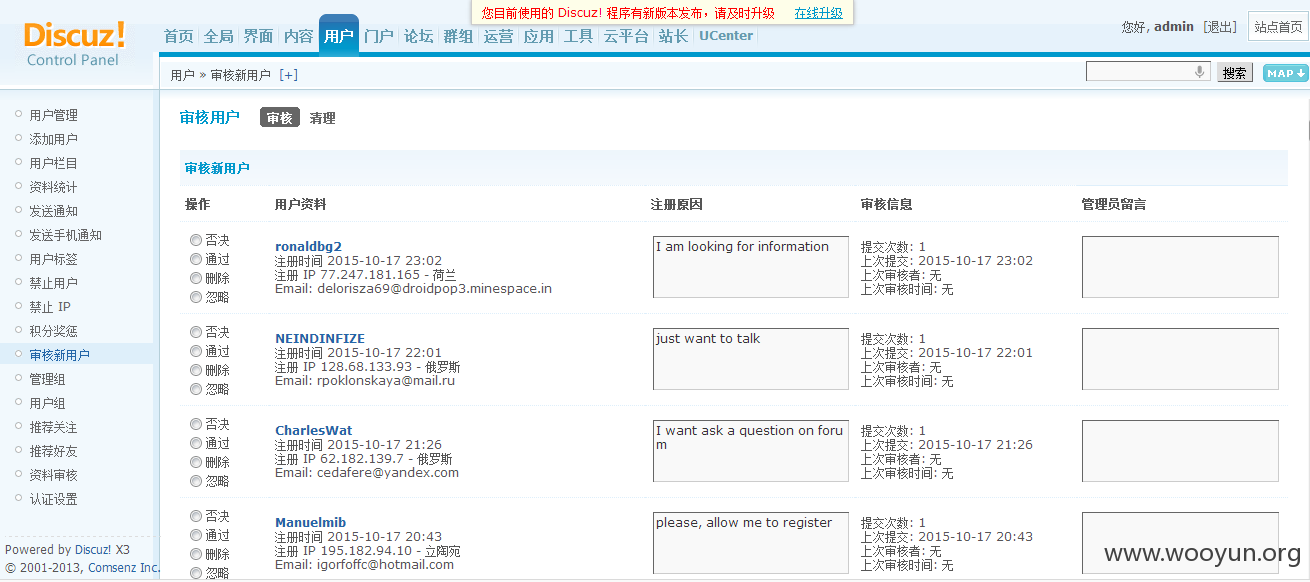 您目前使用的 Discuz! 程序有新版本发布，请及时升级 在线升级
Discuz!
Control Panel
首页 全局 界面 内容 用户 门户 论坛 群组 运营 应用 工具 云平台 站长 UCenter
您好, admin [退出] 站点首页
用户 » 审核新用户 [+]
搜索 MAP
用户管理
添加用户
用户栏目
资料统计
发送通知
发送手机通知
用户标签
禁止用户
禁止 IP
积分奖惩
审核新用户
管理组
用户组
推荐关注
推荐好友
资料审核
认证设置
Powered by Discuz! X3
© 2001-2013, Comsenz Inc.
审核用户 审核 清理
审核新用户
操作 用户资料 注册原因 审核信息 管理员留言
否决
通过
删除
忽略
ronaldbg2
注册时间 2015-10-17 23:02
注册 IP 77.247.181.165 - 荷兰
Email: delorisza69@droidpop3.minespace.in
I am looking for information
提交次数: 1
上次提交: 2015-10-17 23:02
上次审核者: 无
上次审核时间: 无
否决
通过
删除
忽略
NEINDINFIZE
注册时间 2015-10-17 22:01
注册 IP 128.68.133.93 - 俄罗斯
Email: rpoklonskaya@mail.ru
just want to talk
提交次数: 1
上次提交: 2015-10-17 22:01
上次审核者: 无
上次审核时间: 无
否决
通过
删除
忽略
CharlesWat
注册时间 2015-10-17 21:26
注册 IP 62.182.139.7 - 俄罗斯
Email: cedafere@yandex.com
I want ask a question on foru
m
提交次数: 1
上次提交: 2015-10-17 21:26
上次审核者: 无
上次审核时间: 无
否决
通过
删除
忽略
Manuelmib
注册时间 2015-10-17 20:43
注册 IP 195.182.94.10 - 立陶宛
Email: igorfoffc@hotmail.com
please, allow me to register
提交次数: 1
上次提交: 2015-10-17 20:43
上次审核者: 无
上次审核时间: 无
www.wooyun.org